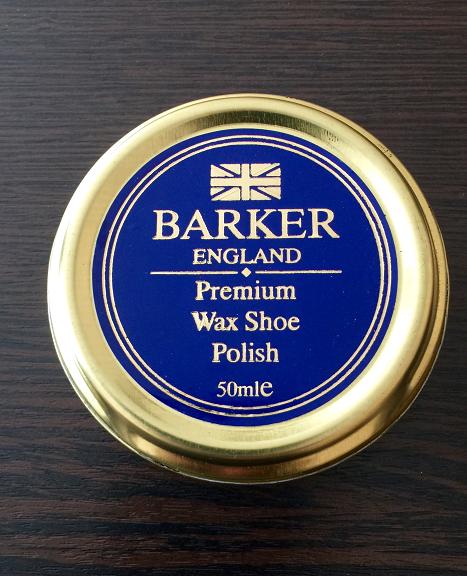 BARKER
ENGLAND
Premium
Wax Shoe
Polish
50ml℮